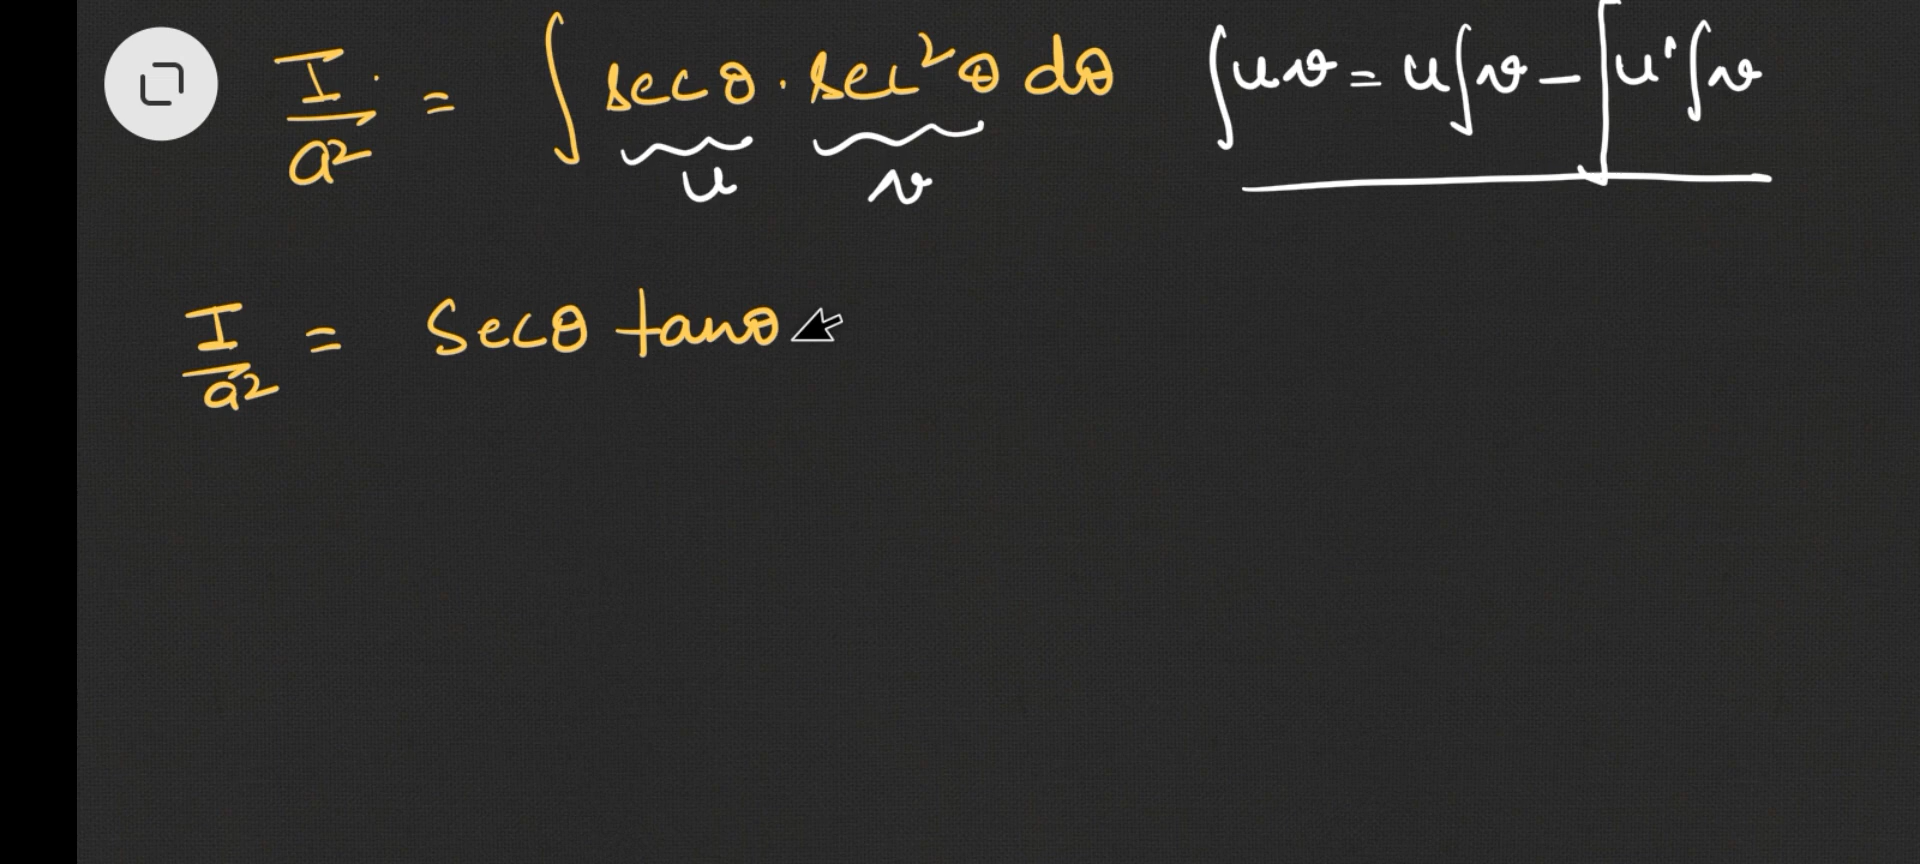 I/a² = ∫ secθ · sec²θ dθ ∫uv = u∫v − ∫u'∫v
u v
I/a² = Secθ tanθ